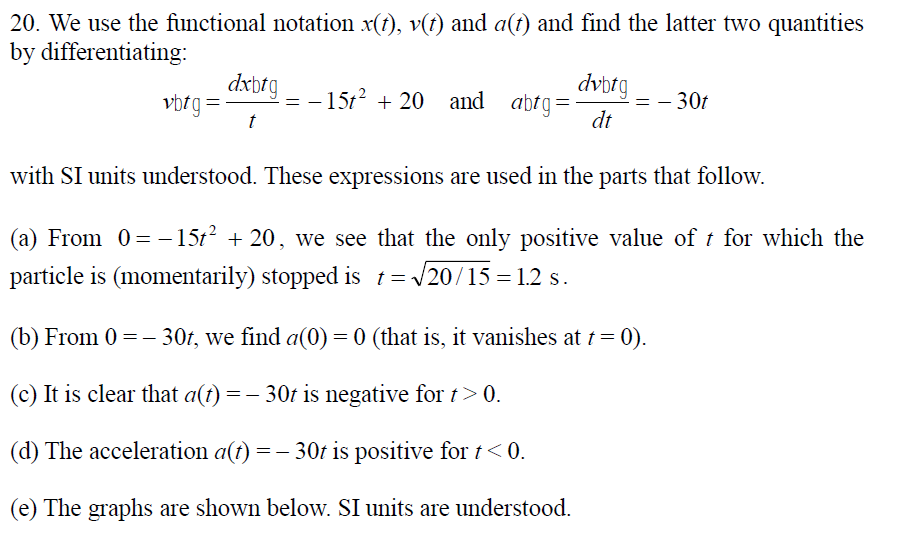 20. We use the functional notation x(t), v(t) and a(t) and find the latter two quantities
by differentiating:
vbtg = dxbtg / t = − 15t² + 20 and abtg = dvbtg / dt = − 30t
with SI units understood. These expressions are used in the parts that follow.
(a) From 0 = − 15t² + 20, we see that the only positive value of t for which the
particle is (momentarily) stopped is t = √20/15 = 1.2 s.
(b) From 0 = − 30t, we find a(0) = 0 (that is, it vanishes at t = 0).
(c) It is clear that a(t) = − 30t is negative for t > 0.
(d) The acceleration a(t) = − 30t is positive for t < 0.
(e) The graphs are shown below. SI units are understood.